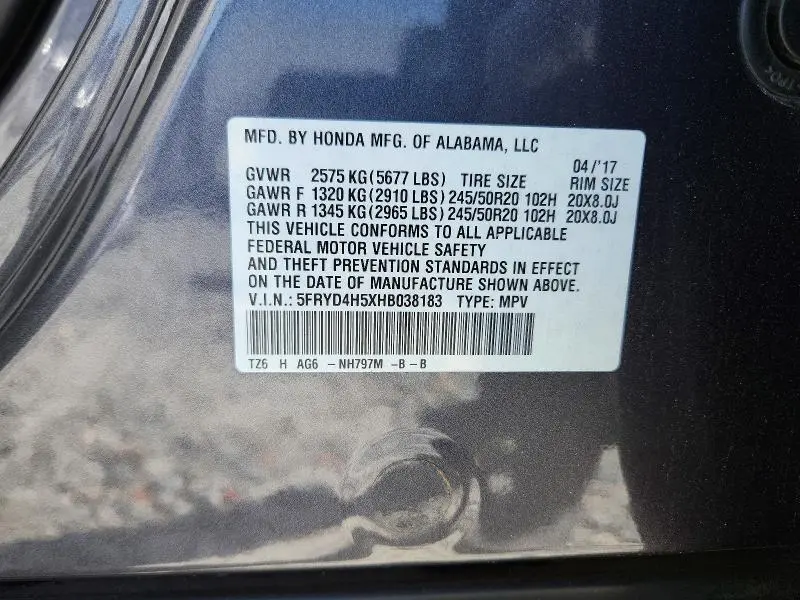 MFD. BY HONDA MFG. OF ALABAMA, LLC
04/'17
GVWR 2575 KG (5677 LBS) TIRE SIZE RIM SIZE
GAWR F 1320 KG (2910 LBS) 245/50R20 102H 20X8.0J
GAWR R 1345 KG (2965 LBS) 245/50R20 102H 20X8.0J
THIS VEHICLE CONFORMS TO ALL APPLICABLE
FEDERAL MOTOR VEHICLE SAFETY
AND THEFT PREVENTION STANDARDS IN EFFECT
ON THE DATE OF MANUFACTURE SHOWN ABOVE.
V.I.N.: 5FRYD4H5XHB038183 TYPE: MPV
TZ6 H AG6 - NH797M - B - B